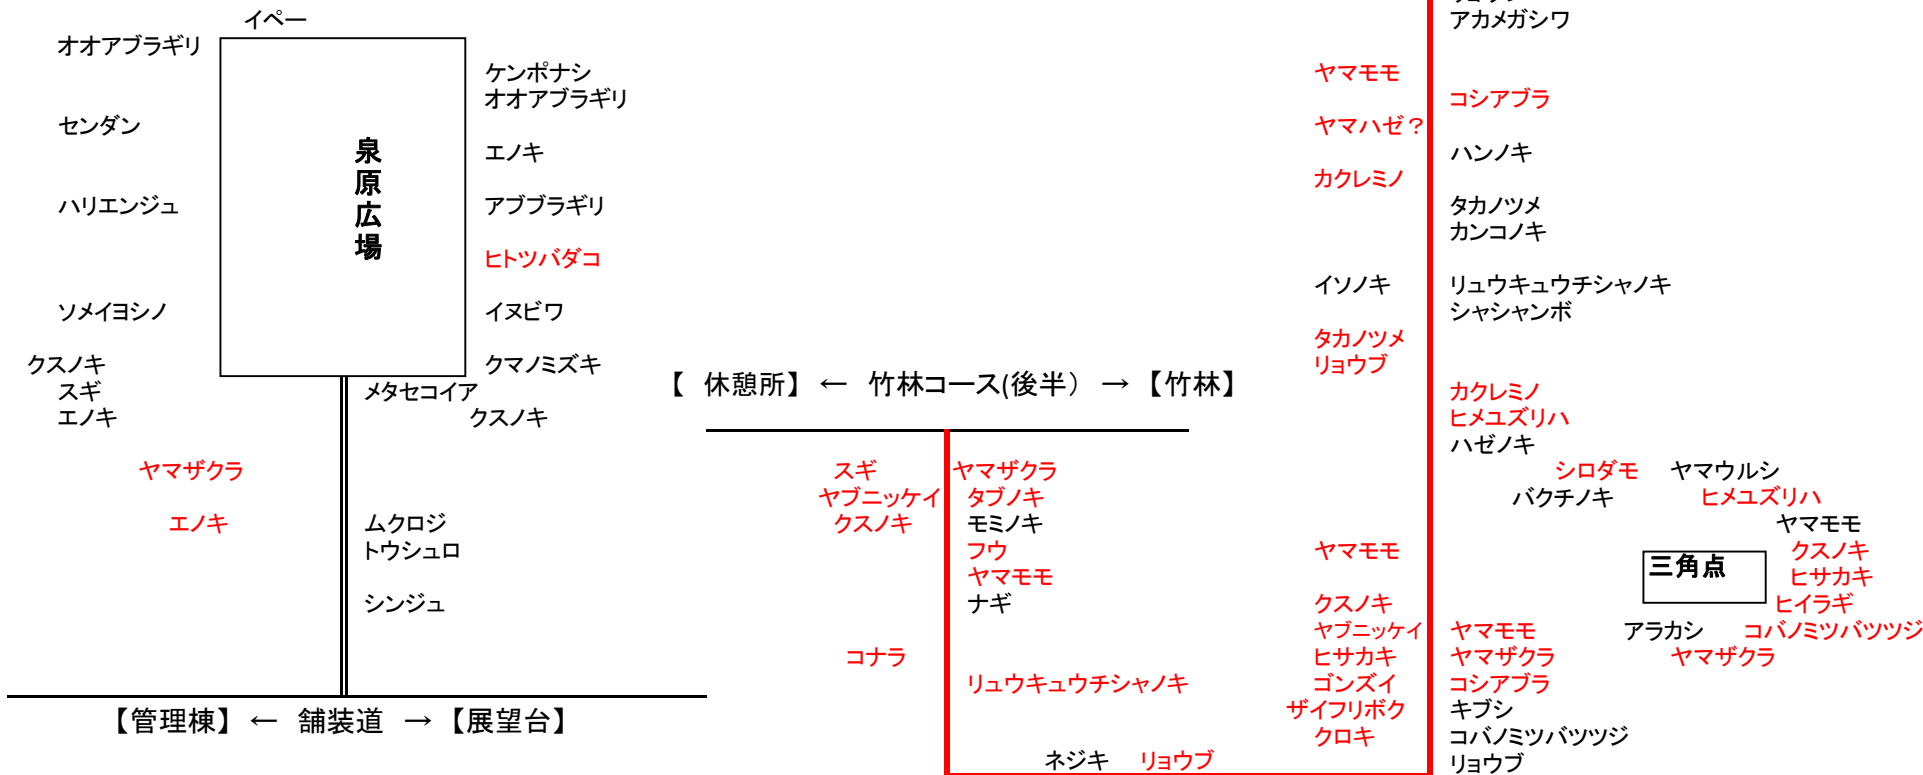 イペー
オオアブラギリ
ケンポナシ
オオアブラギリ
センダン
エノキ
泉原広場
ハリエンジュ
アブブラギリ
ヒトツバダコ
ソメイヨシノ
イヌビワ
クスノキ
クマノミズキ
スギ
メタセコイア
エノキ
クスノキ
ヤマザクラ
エノキ
ムクロジ
トウシュロ
シンジュ
【管理棟】 ← 舗装道 → 【展望台】
【 休憩所】 ← 竹林コース(後半） → 【竹林】
スギ
ヤマザクラ
ヤブニッケイ
タブノキ
クスノキ
モミノキ
フウ
ヤマモモ
ナギ
コナラ
リュウキュウチシャノキ
ネジキ
リョウブ
アカメガシワ
ヤマモモ
コシアブラ
ヤマハゼ？
ハンノキ
カクレミノ
タカノツメ
カンコノキ
イソノキ
リュウキュウチシャノキ
シャシャンボ
タカノツメ
リョウブ
カクレミノ
ヒメユズリハ
ハゼノキ
シロダモ
ヤマウルシ
バクチノキ
ヒメユズリハ
ヤマモモ
ヤマモモ
クスノキ
三角点
ヒサカキ
クスノキ
ヒイラギ
ヤブニッケイ
ヤマモモ
アラカシ
コバノミツバツツジ
ヒサカキ
ヤマザクラ
ヤマザクラ
ゴンズイ
コシアブラ
ザイフリボク
キブシ
クロキ
コバノミツバツツジ
リョウブ